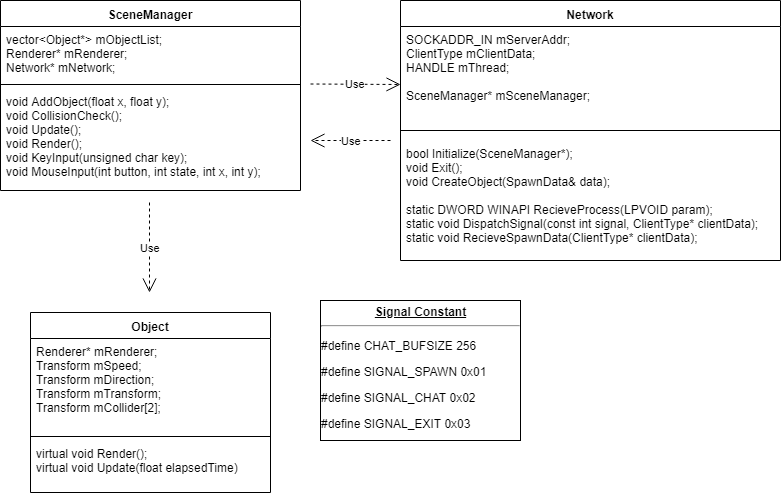 SceneManager
vector<Object*> mObjectList;
Renderer* mRenderer;
Network* mNetwork;
void AddObject(float x, float y);
void CollisionCheck();
void Update();
void Render();
void KeyInput(unsigned char key);
void MouseInput(int button, int state, int x, int y);
Use
Use
Network
SOCKADDR_IN mServerAddr;
ClientType mClientData;
HANDLE mThread;
SceneManager* mSceneManager;
bool Initialize(SceneManager*);
void Exit();
void CreateObject(SpawnData& data);
static DWORD WINAPI RecieveProcess(LPVOID param);
static void DispatchSignal(const int signal, ClientType* clientData);
static void RecieveSpawnData(ClientType* clientData);
Use
Object
Renderer* mRenderer;
Transform mSpeed;
Transform mDirection;
Transform mTransform;
Transform mCollider[2];
virtual void Render();
virtual void Update(float elapsedTime)
Signal Constant
#define CHAT_BUFSIZE 256
#define SIGNAL_SPAWN 0x01
#define SIGNAL_CHAT 0x02
#define SIGNAL_EXIT 0x03